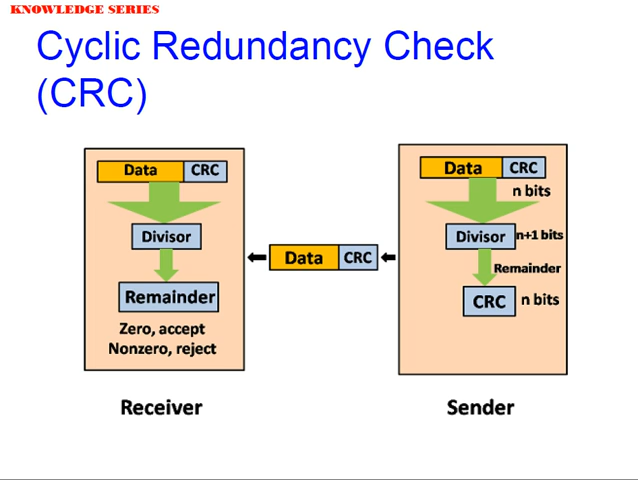 KNOWLEDGE SERIES
Cyclic Redundancy Check
(CRC)
Data CRC
Divisor
Remainder
Zero, accept
Nonzero, reject
Receiver
Data CRC
Data CRC
n bits
Divisor n+1 bits
Remainder
CRC n bits
Sender